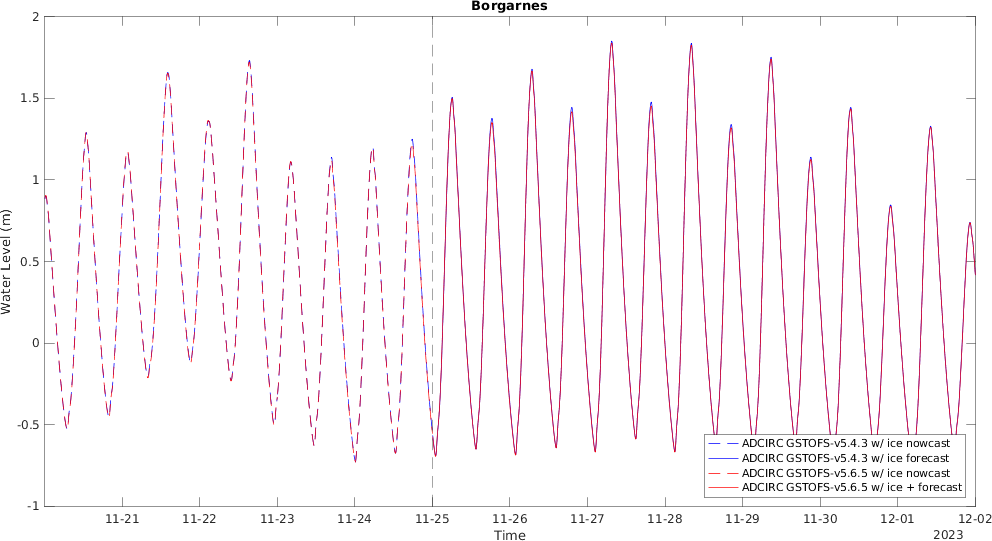 Borgarnes
2
1.5
1
0.5
0
-0.5
-1
Water Level (m)
ADCIRC GSTOFS-v5.4.3 w/ ice nowcast
ADCIRC GSTOFS-v5.4.3 w/ ice forecast
ADCIRC GSTOFS-v5.6.5 w/ ice nowcast
ADCIRC GSTOFS-v5.6.5 w/ ice + forecast
11-21 11-22 11-23 11-24 11-25 11-26 11-27 11-28 11-29 11-30 12-01 12-02
Time
2023